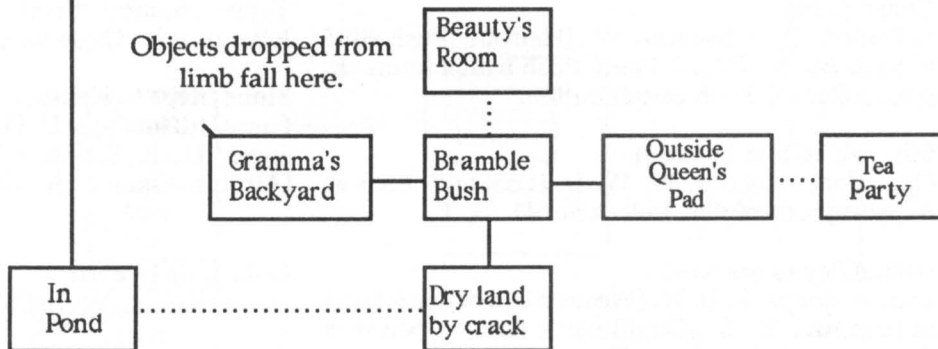 Objects dropped from
limb fall here.
Beauty's
Room
Gramma's
Backyard
Bramble
Bush
Outside
Queen's
Pad
Tea
Party
In
Pond
Dry land
by crack